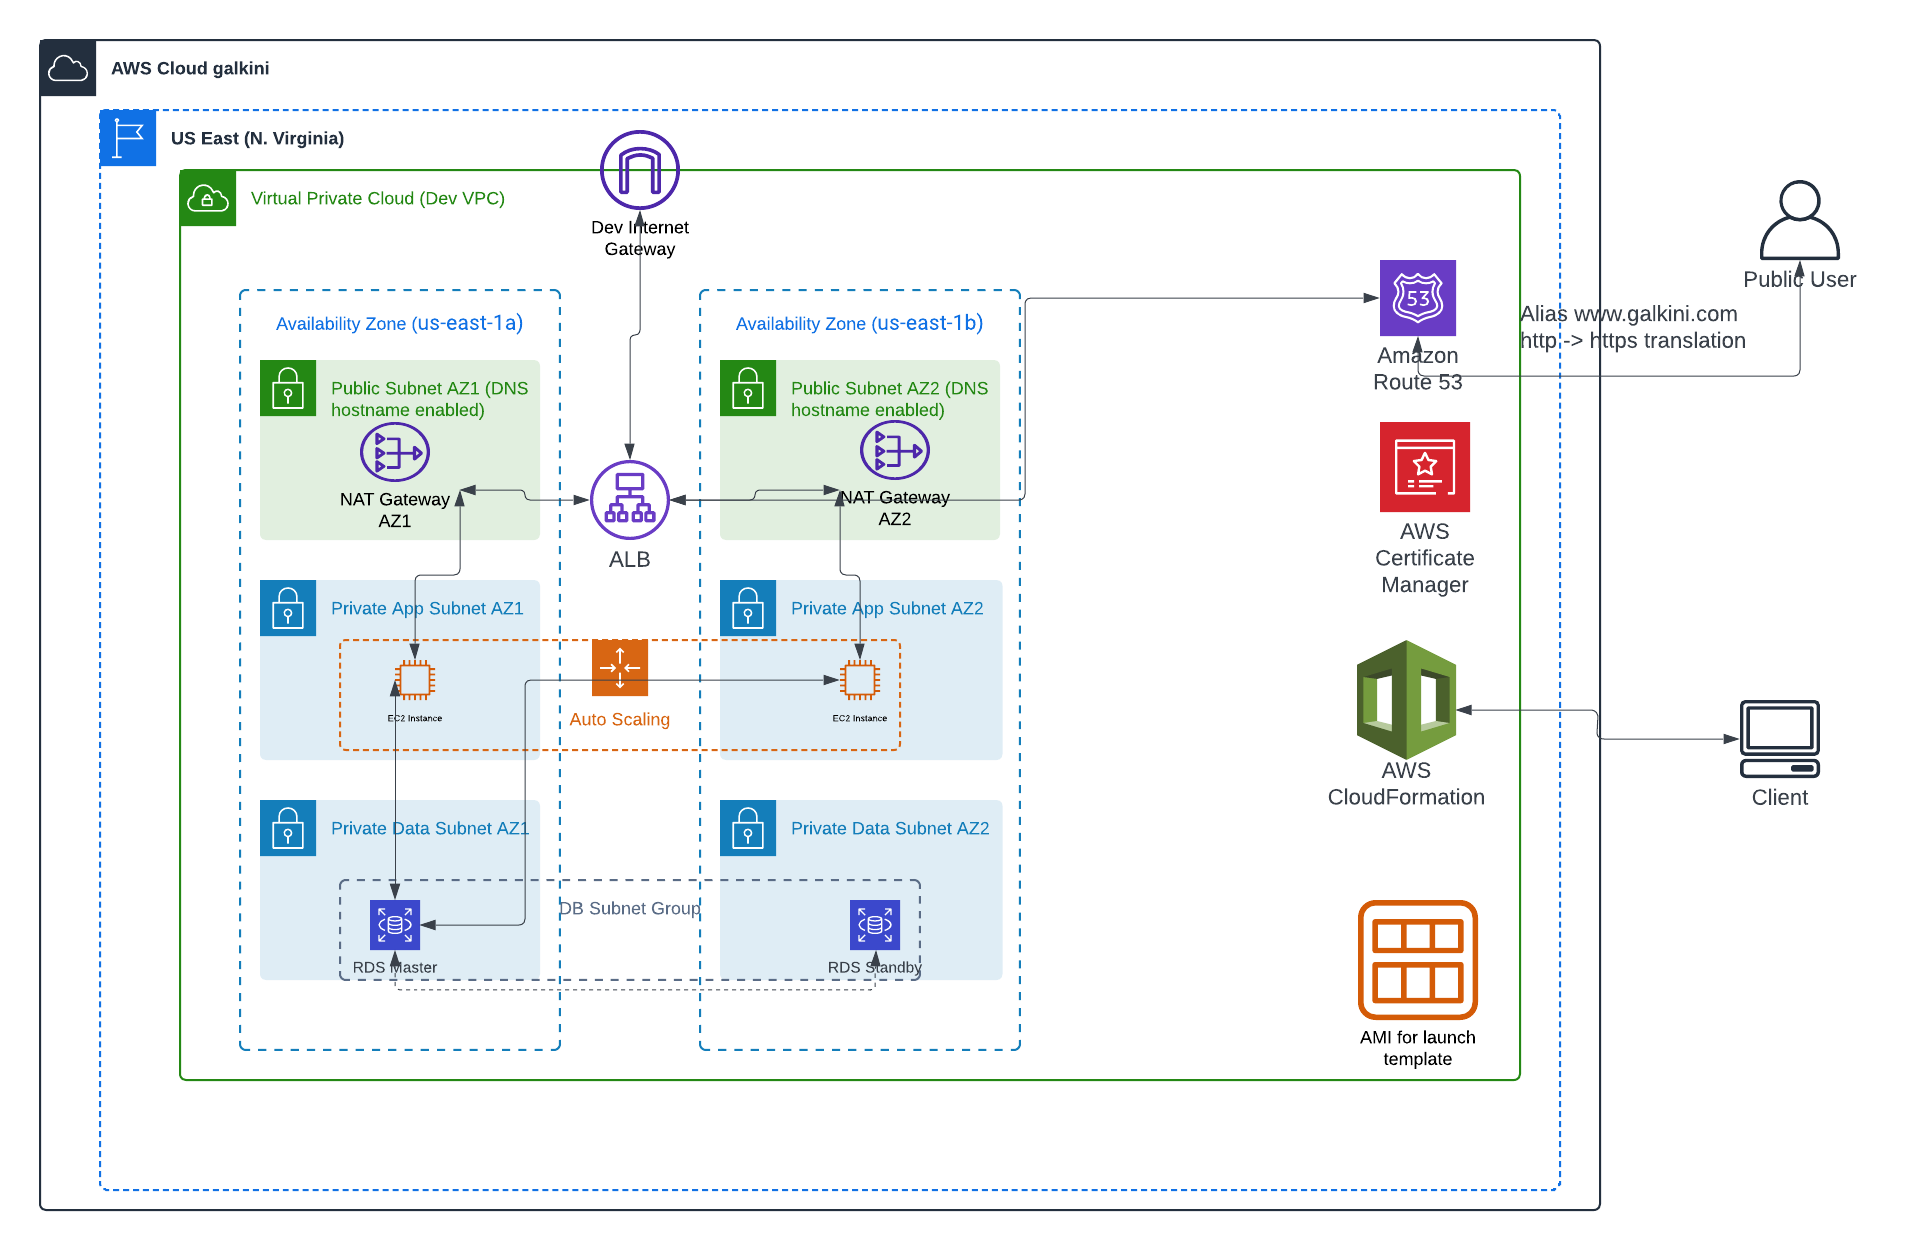 AWS Cloud galkini
US East (N. Virginia)
Virtual Private Cloud (Dev VPC)
Dev Internet
Gateway
Public User
Availability Zone (us-east-1a)
Availability Zone (us-east-1b)
53
Alias www.galkini.com
http -> https translation
Amazon
Route 53
Public Subnet AZ1 (DNS
hostname enabled)
Public Subnet AZ2 (DNS
hostname enabled)
NAT Gateway
AZ1
NAT Gateway
AZ2
ALB
AWS
Certificate
Manager
Private App Subnet AZ1
Private App Subnet AZ2
EC2 Instance
Auto Scaling
EC2 Instance
AWS
CloudFormation
Client
Private Data Subnet AZ1
Private Data Subnet AZ2
DB Subnet Group
RDS Master
RDS Standby
AMI for launch
template